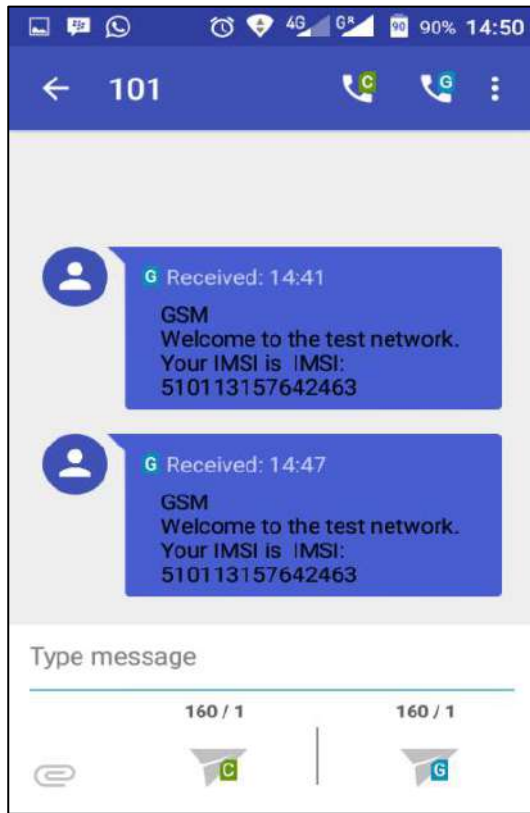 4G G R 90 90% 14:50
101 C G
G Received: 14:41
GSM
Welcome to the test network.
Your IMSI is IMSI:
510113157642463
G Received: 14:47
GSM
Welcome to the test network.
Your IMSI is IMSI:
510113157642463
Type message
160 / 1 160 / 1
C G